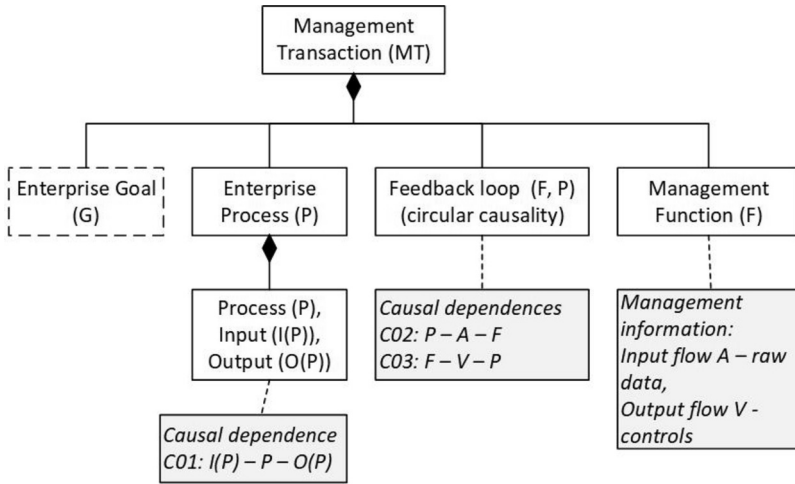 Management
Transaction (MT)
Enterprise Goal
(G)
Enterprise
Process (P)
Feedback loop (F, P)
(circular causality)
Management
Function (F)
Process (P),
Input (I(P)),
Output (O(P))
Causal dependences
C02: P – A – F
C03: F – V – P
Management
information:
Input flow A – raw
data,
Output flow V -
controls
Causal dependence
C01: I(P) – P – O(P)